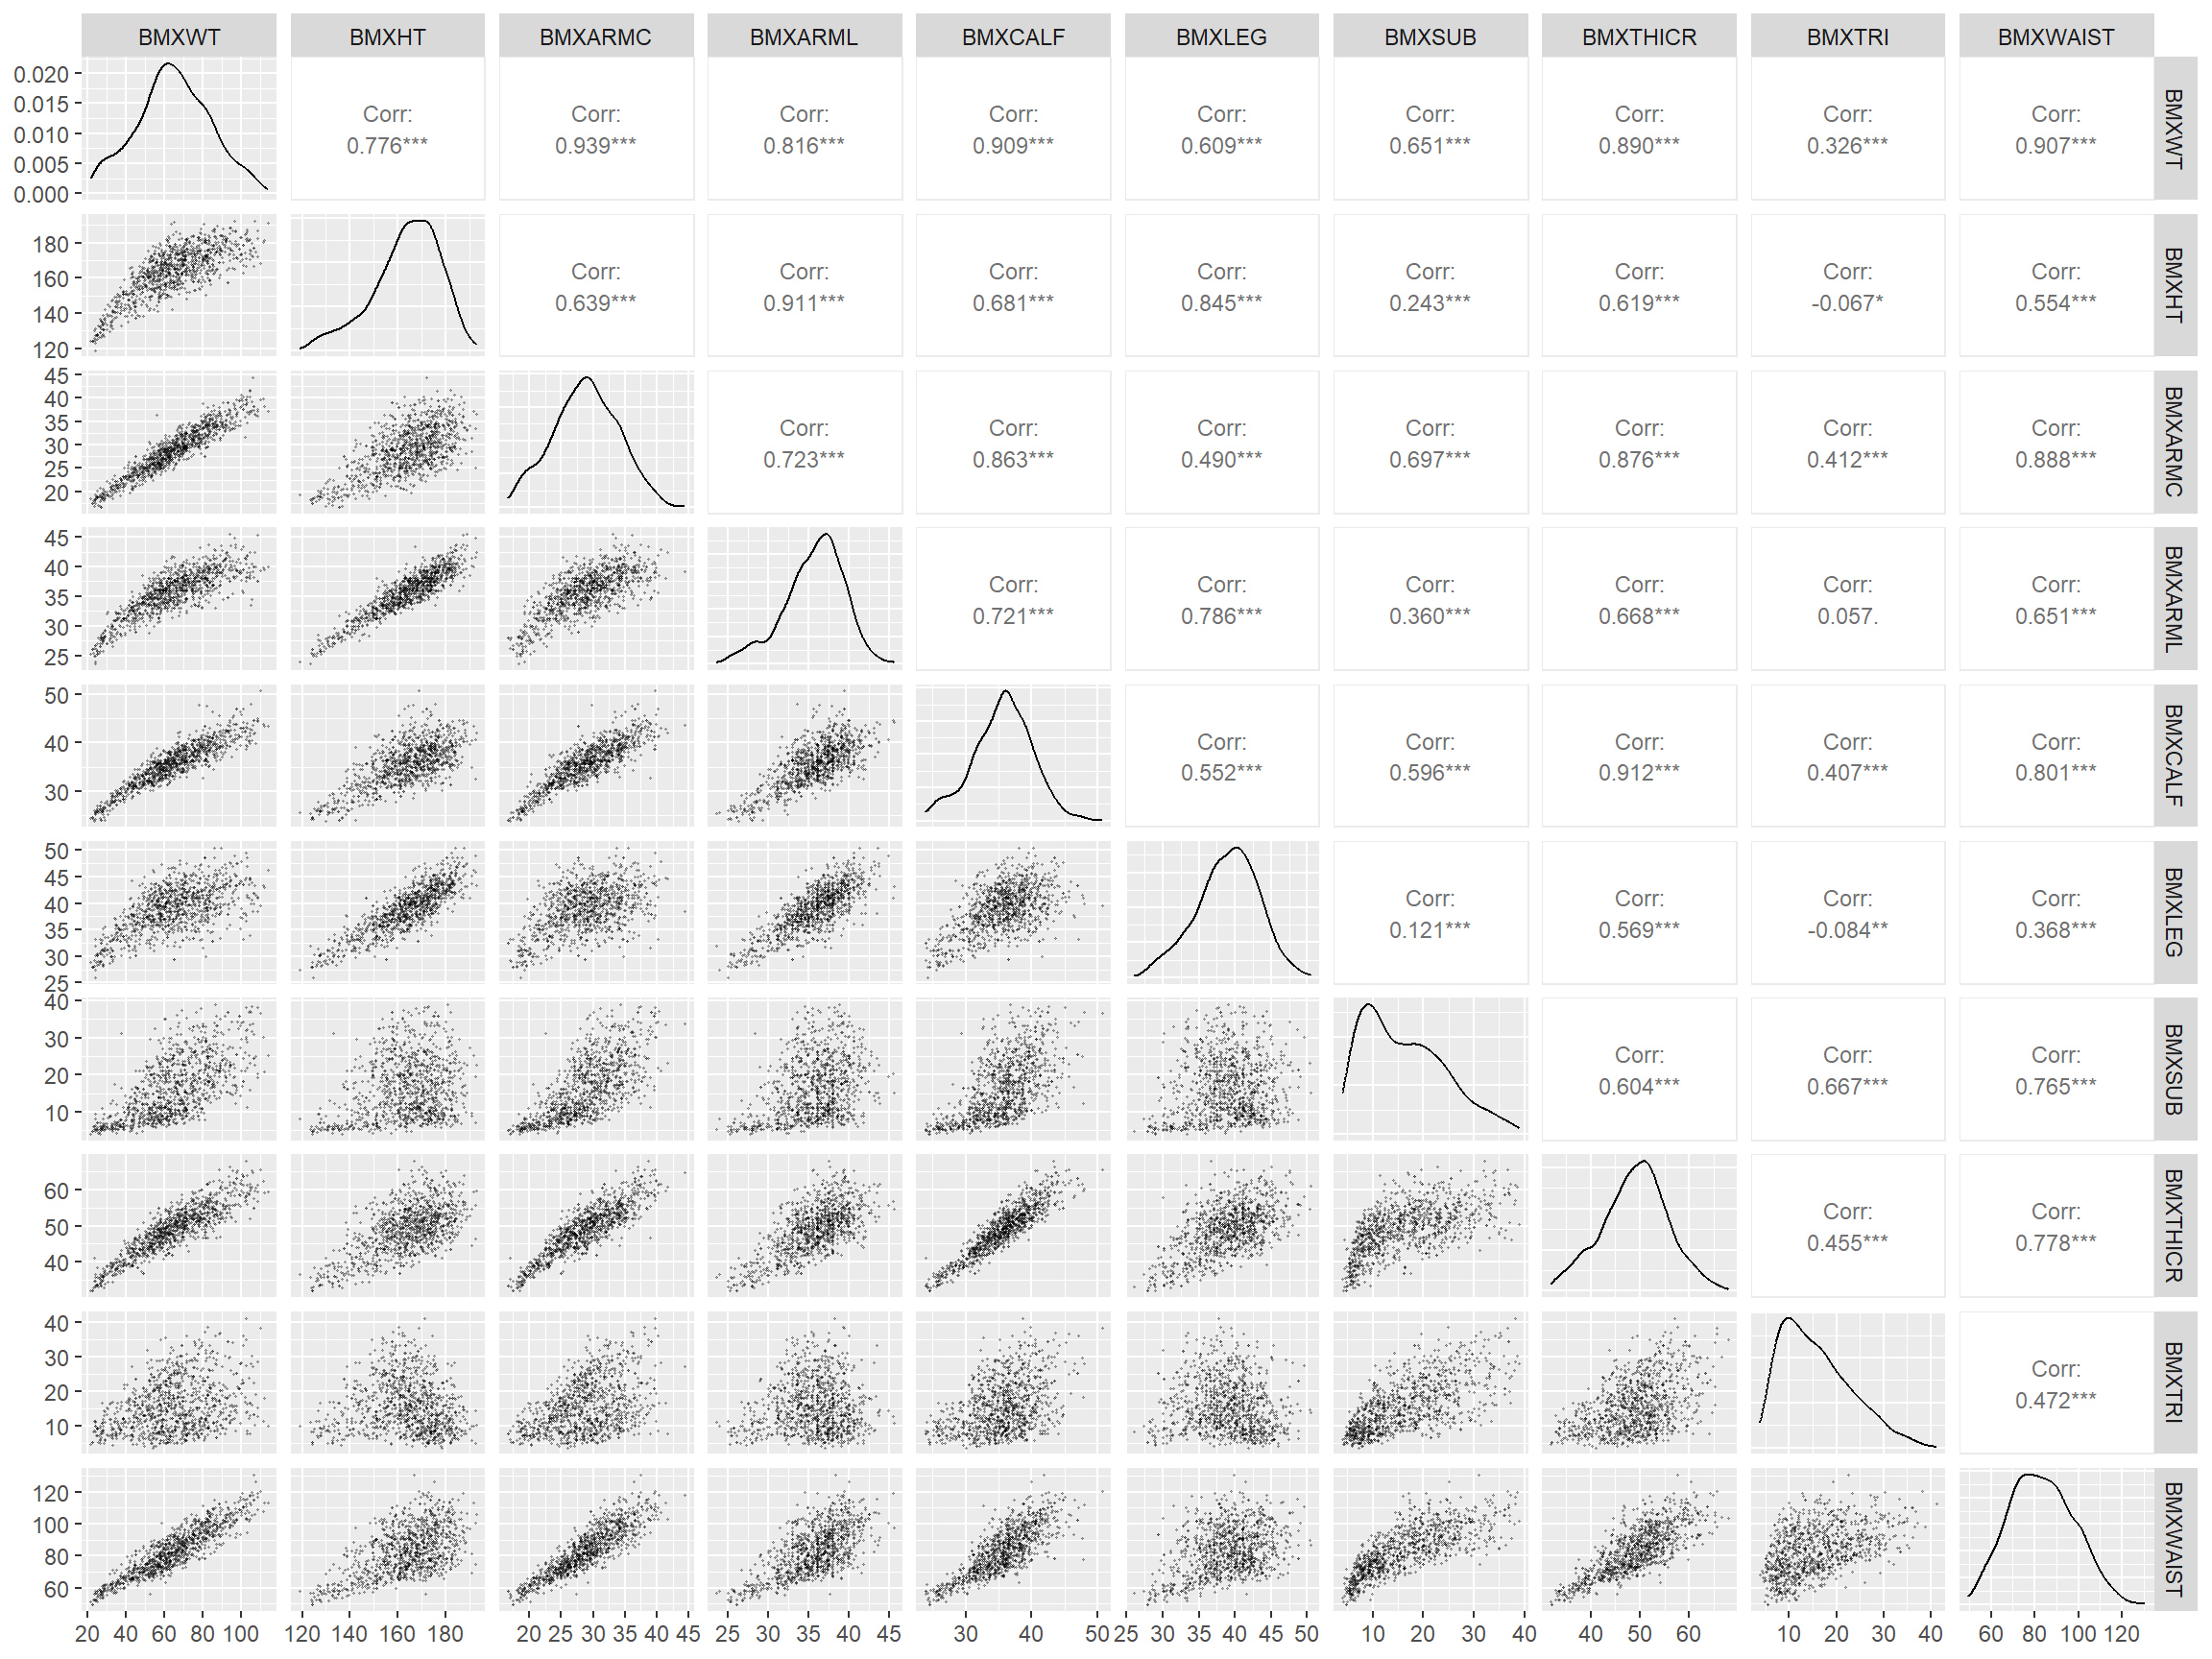 BMXWT BMXHT BMXARMC BMXARML BMXCALF BMXLEG BMXSUB BMXTHICR BMXTRI BMXWAIST
0.020
0.015
0.010
0.005
0.000
Corr: Corr: Corr: Corr: Corr: Corr: Corr: Corr: Corr:
0.776*** 0.939*** 0.816*** 0.909*** 0.609*** 0.651*** 0.890*** 0.326*** 0.907***
BMXWT
180
160
140
120
Corr: Corr: Corr: Corr: Corr: Corr: Corr: Corr:
0.639*** 0.911*** 0.681*** 0.845*** 0.243*** 0.619*** -0.067* 0.554***
BMXHT
45
40
35
30
25
20
Corr: Corr: Corr: Corr: Corr: Corr: Corr:
0.723*** 0.863*** 0.490*** 0.697*** 0.876*** 0.412*** 0.888***
BMXARMC
45
40
35
30
25
Corr: Corr: Corr: Corr: Corr: Corr:
0.721*** 0.786*** 0.360*** 0.668*** 0.057. 0.651***
BMXARML
50
40
30
Corr: Corr: Corr: Corr: Corr:
0.552*** 0.596*** 0.912*** 0.407*** 0.801***
BMXCALF
50
45
40
35
30
25
Corr: Corr: Corr: Corr:
0.121*** 0.569*** -0.084** 0.368***
BMXLEG
40
30
20
10
Corr: Corr: Corr:
0.604*** 0.667*** 0.765***
BMXSUB
60
50
40
Corr: Corr:
0.455*** 0.778***
BMXTHICR
40
30
20
10
Corr:
0.472***
BMXTRI
120
100
80
60
BMXWAIST
20 40 60 80 100 120 140 160 180 20 25 30 35 40 45 25 30 35 40 45 30 40 50 25 30 35 40 45 50 10 20 30 40 40 50 60 10 20 30 40 60 80 100 120